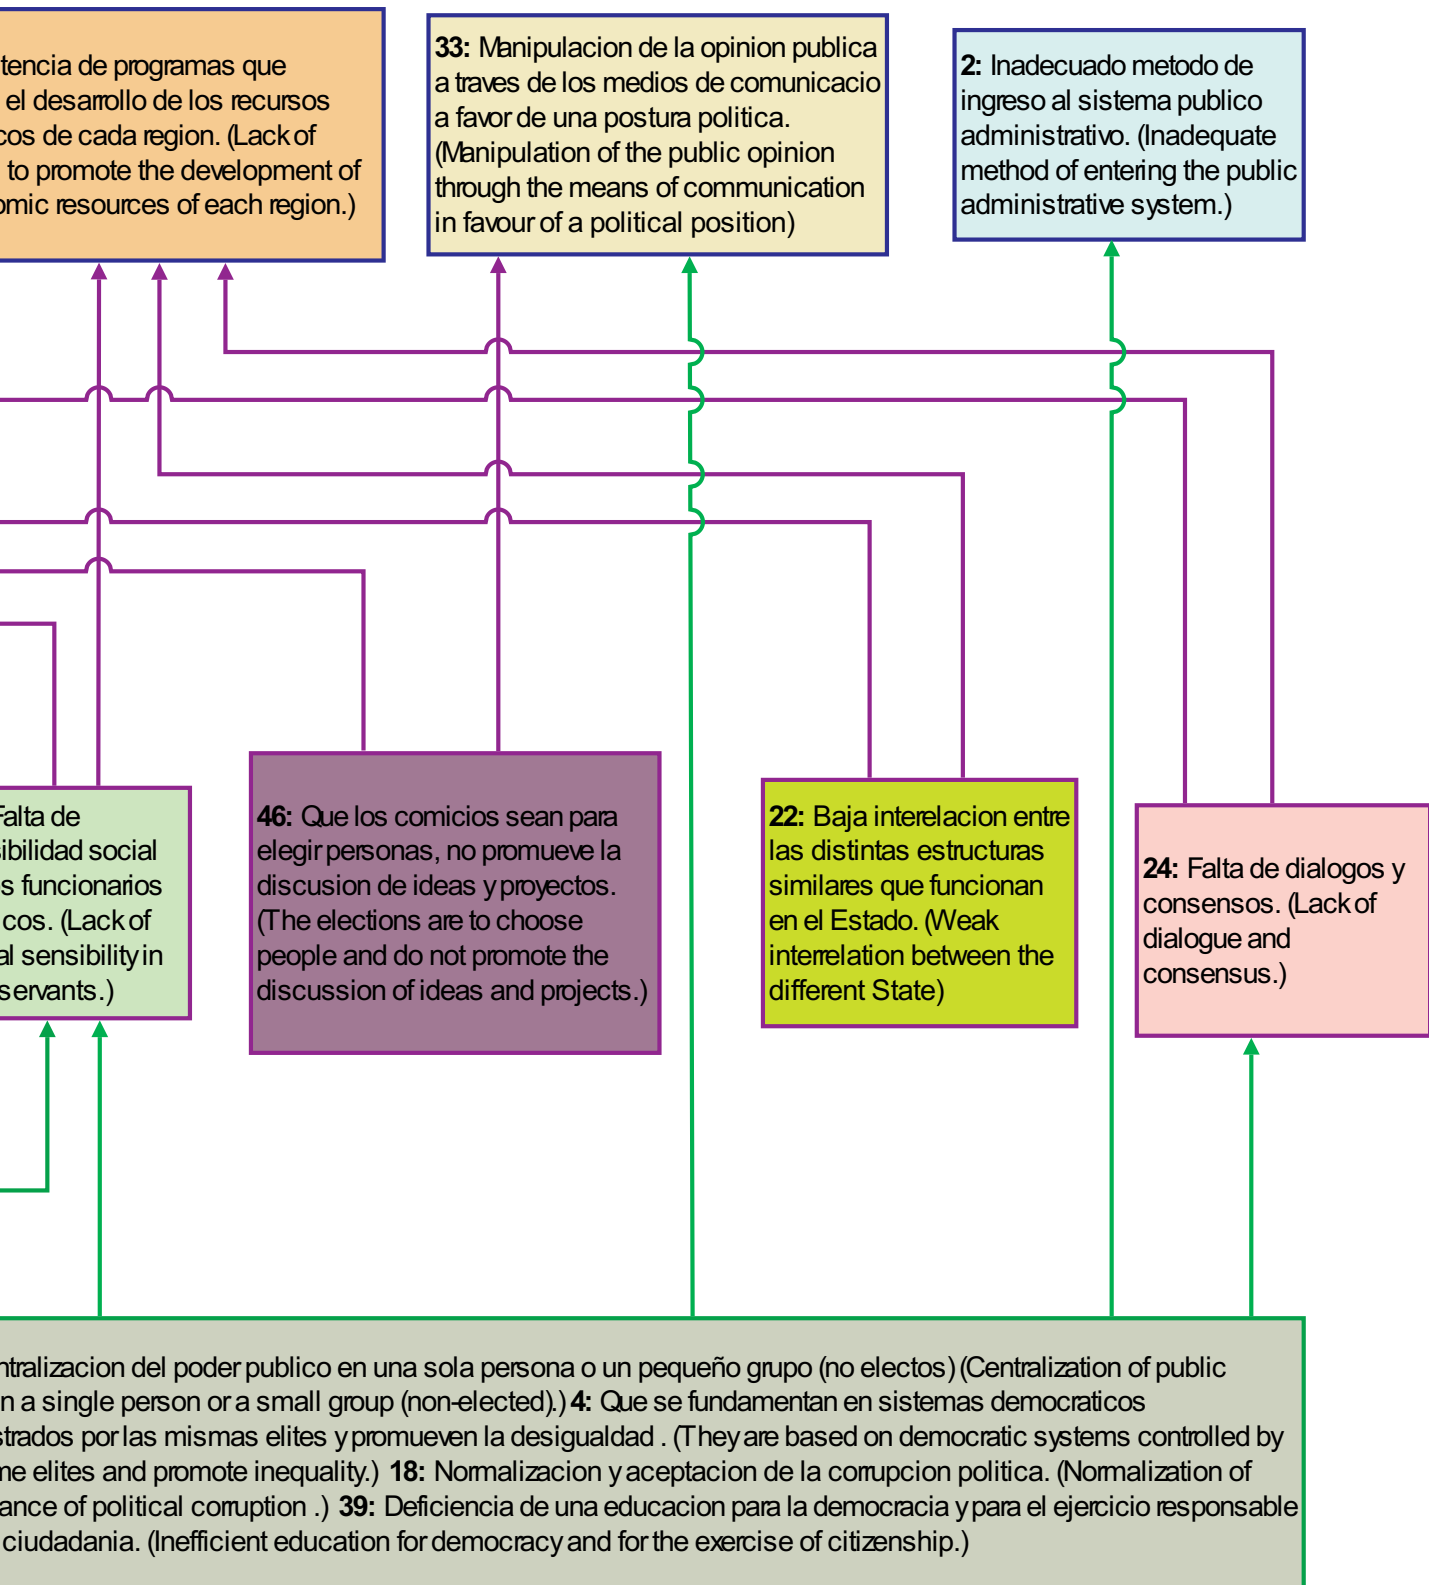 tencia de programas que
el desarrollo de los recursos
cos de cada region. (Lack of
to promote the development of
omic resources of each region.)
33: Manipulacion de la opinion publica
a traves de los medios de comunicacio
a favor de una postura politica.
(Manipulation of the public opinion
through the means of communication
in favour of a political position)
2: Inadecuado metodo de
ingreso al sistema publico
administrativo. (Inadequate
method of entering the public
administrative system.)
Falta de
sibilidad social
s funcionarios
icos. (Lack of
al sensibility in
servants.)
46: Que los comicios sean para
elegir personas, no promueve la
discusion de ideas y proyectos.
(The elections are to choose
people and do not promote the
discussion of ideas and projects.)
22: Baja interelacion entre
las distintas estructuras
similares que funcionan
en el Estado. (Weak
interrelation between the
different State)
24: Falta de dialogos y
consensos. (Lack of
dialogue and
consensus.)
ntralizacion del poder publico en una sola persona o un pequeño grupo (no electos) (Centralization of public
n a single person or a small group (non-elected).) 4: Que se fundamentan en sistemas democraticos
strados por las mismas elites y promueven la desigualdad . (They are based on democratic systems controlled by
me elites and promote inequality.) 18: Normalizacion y aceptacion de la corrupcion politica. (Normalization of
ance of political corruption .) 39: Deficiencia de una educacion para la democracia y para el ejercicio responsable
ciudadania. (Inefficient education for democracy and for the exercise of citizenship.)